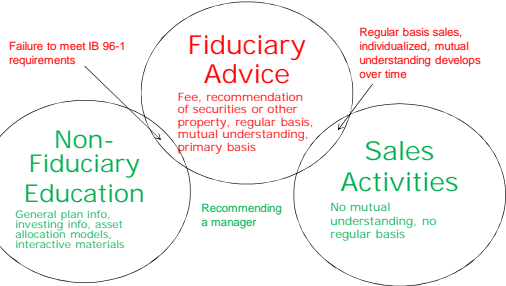 Failure to meet IB 96-1
requirements
Fiduciary
Advice
Fee, recommendation
of securities or other
property, regular basis,
mutual understanding,
primary basis
Regular basis sales,
individualized, mutual
understanding develops
over time
Non-
Fiduciary
Education
General plan info,
investing info, asset
allocation models,
interactive materials
Recommending
a manager
Sales
Activities
No mutual
understanding, no
regular basis